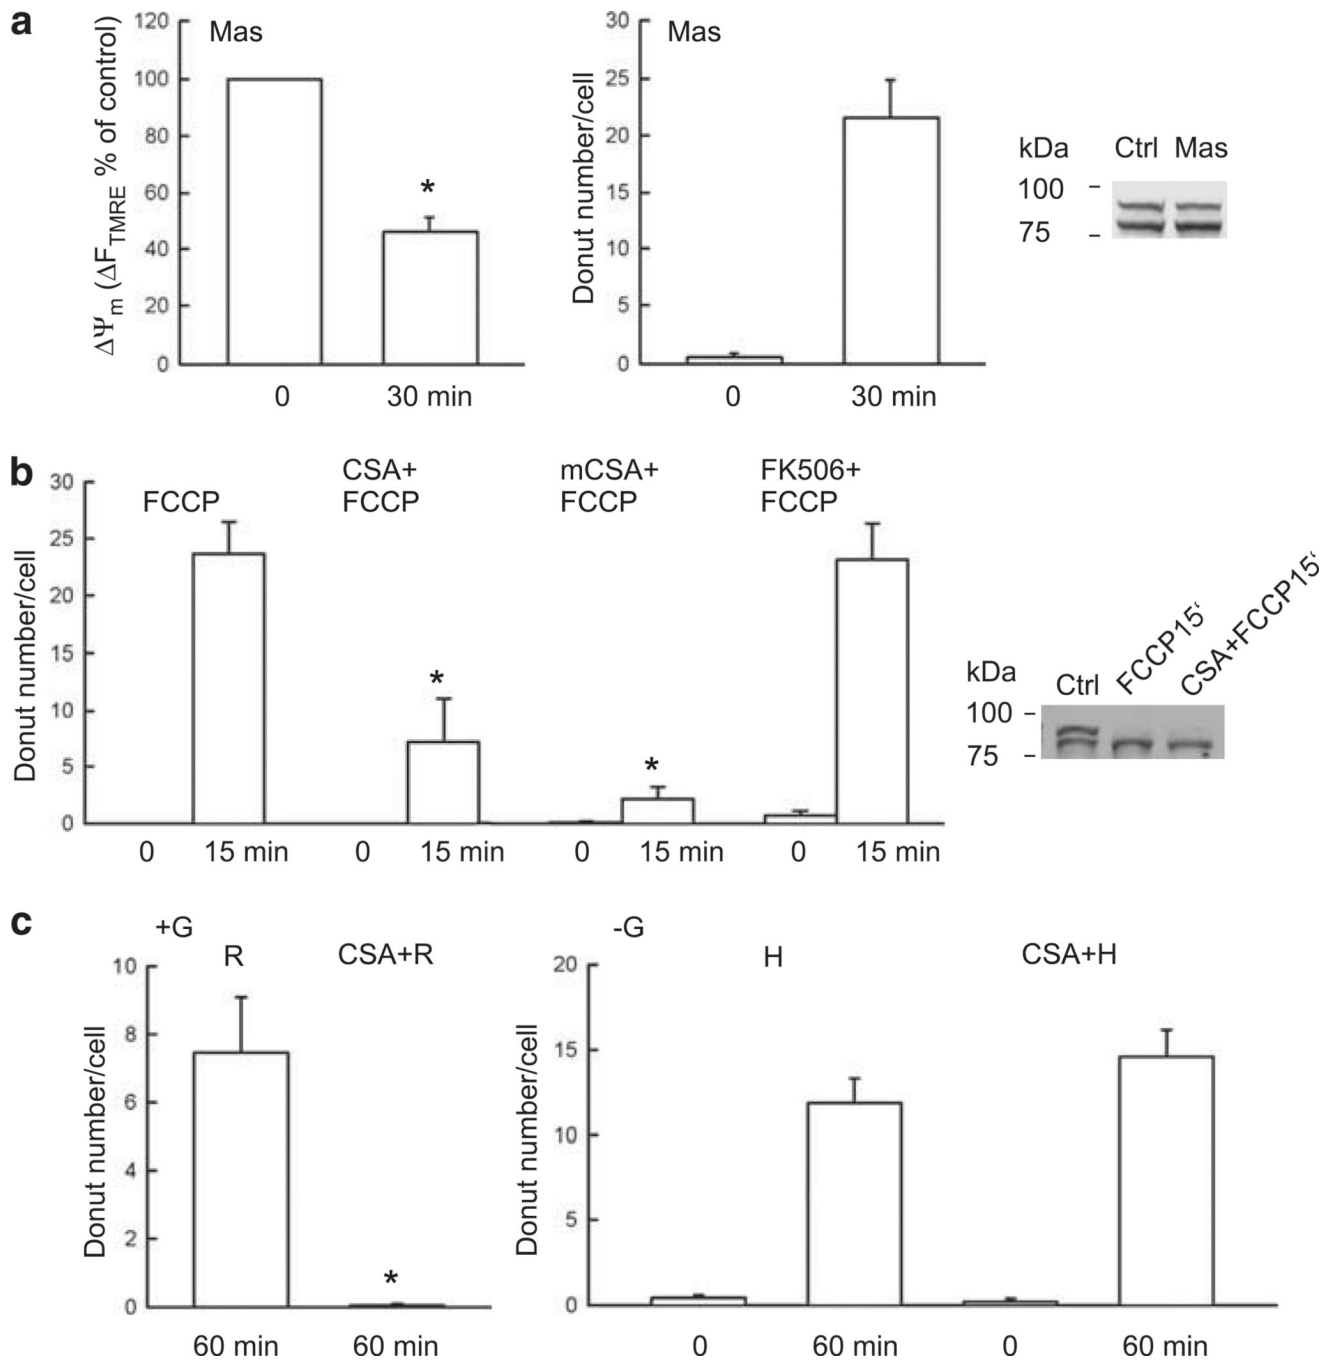 a
Mas
ΔΨm (ΔFTMRE % of control)
120
100
80
60
40
20
0
*
0 30 min
Mas
Donut number/cell
30
25
20
15
10
5
0
0 30 min
kDa Ctrl Mas
100 –
75 –
b
Donut number/cell
30
25
20
15
10
5
0
FCCP
CSA+
FCCP
mCSA+
FCCP
FK506+
FCCP
*
*
0 15 min 0 15 min 0 15 min 0 15 min
kDa Ctrl FCCP15‘ CSA+FCCP15‘
100 –
75 –
c
+G
R CSA+R
Donut number/cell
10
8
6
4
2
0
*
60 min 60 min
-G
H CSA+H
Donut number/cell
20
15
10
5
0
0 60 min 0 60 min